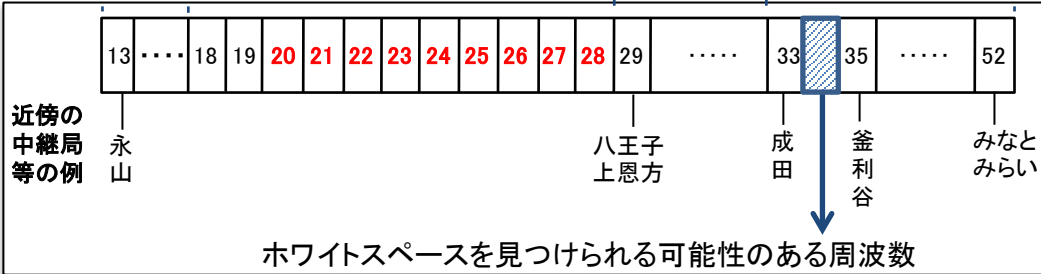 13 ‥‥ 18 19 20 21 22 23 24 25 26 27 28 29 ‥‥‥ 33 35 ‥‥‥ 52
近傍の
中継局
等の例
永山
八王子
上恩方
成田
釜利谷
みなと
みらい
ホワイトスペースを見つけられる可能性のある周波数